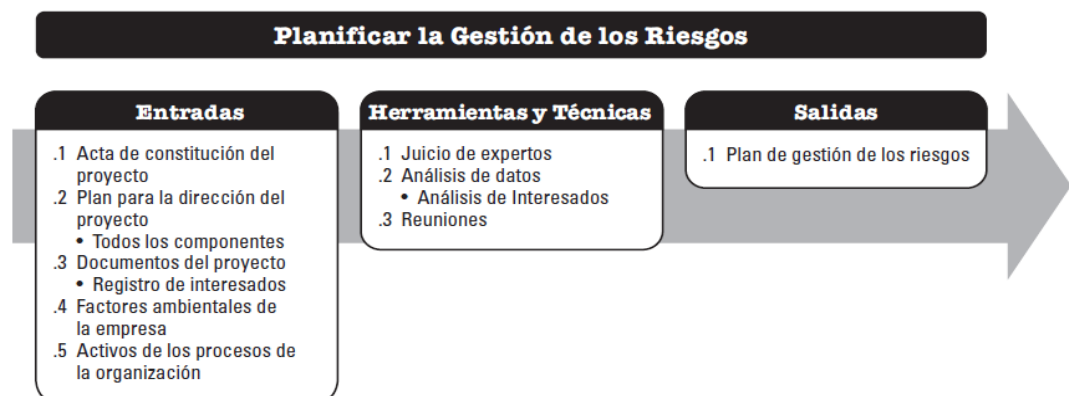 Planificar la Gestión de los Riesgos
Entradas
.1 Acta de constitución del
proyecto
.2 Plan para la dirección del
proyecto
• Todos los componentes
.3 Documentos del proyecto
• Registro de interesados
.4 Factores ambientales de
la empresa
.5 Activos de los procesos de
la organización
Herramientas y Técnicas
.1 Juicio de expertos
.2 Análisis de datos
• Análisis de Interesados
.3 Reuniones
Salidas
.1 Plan de gestión de los riesgos